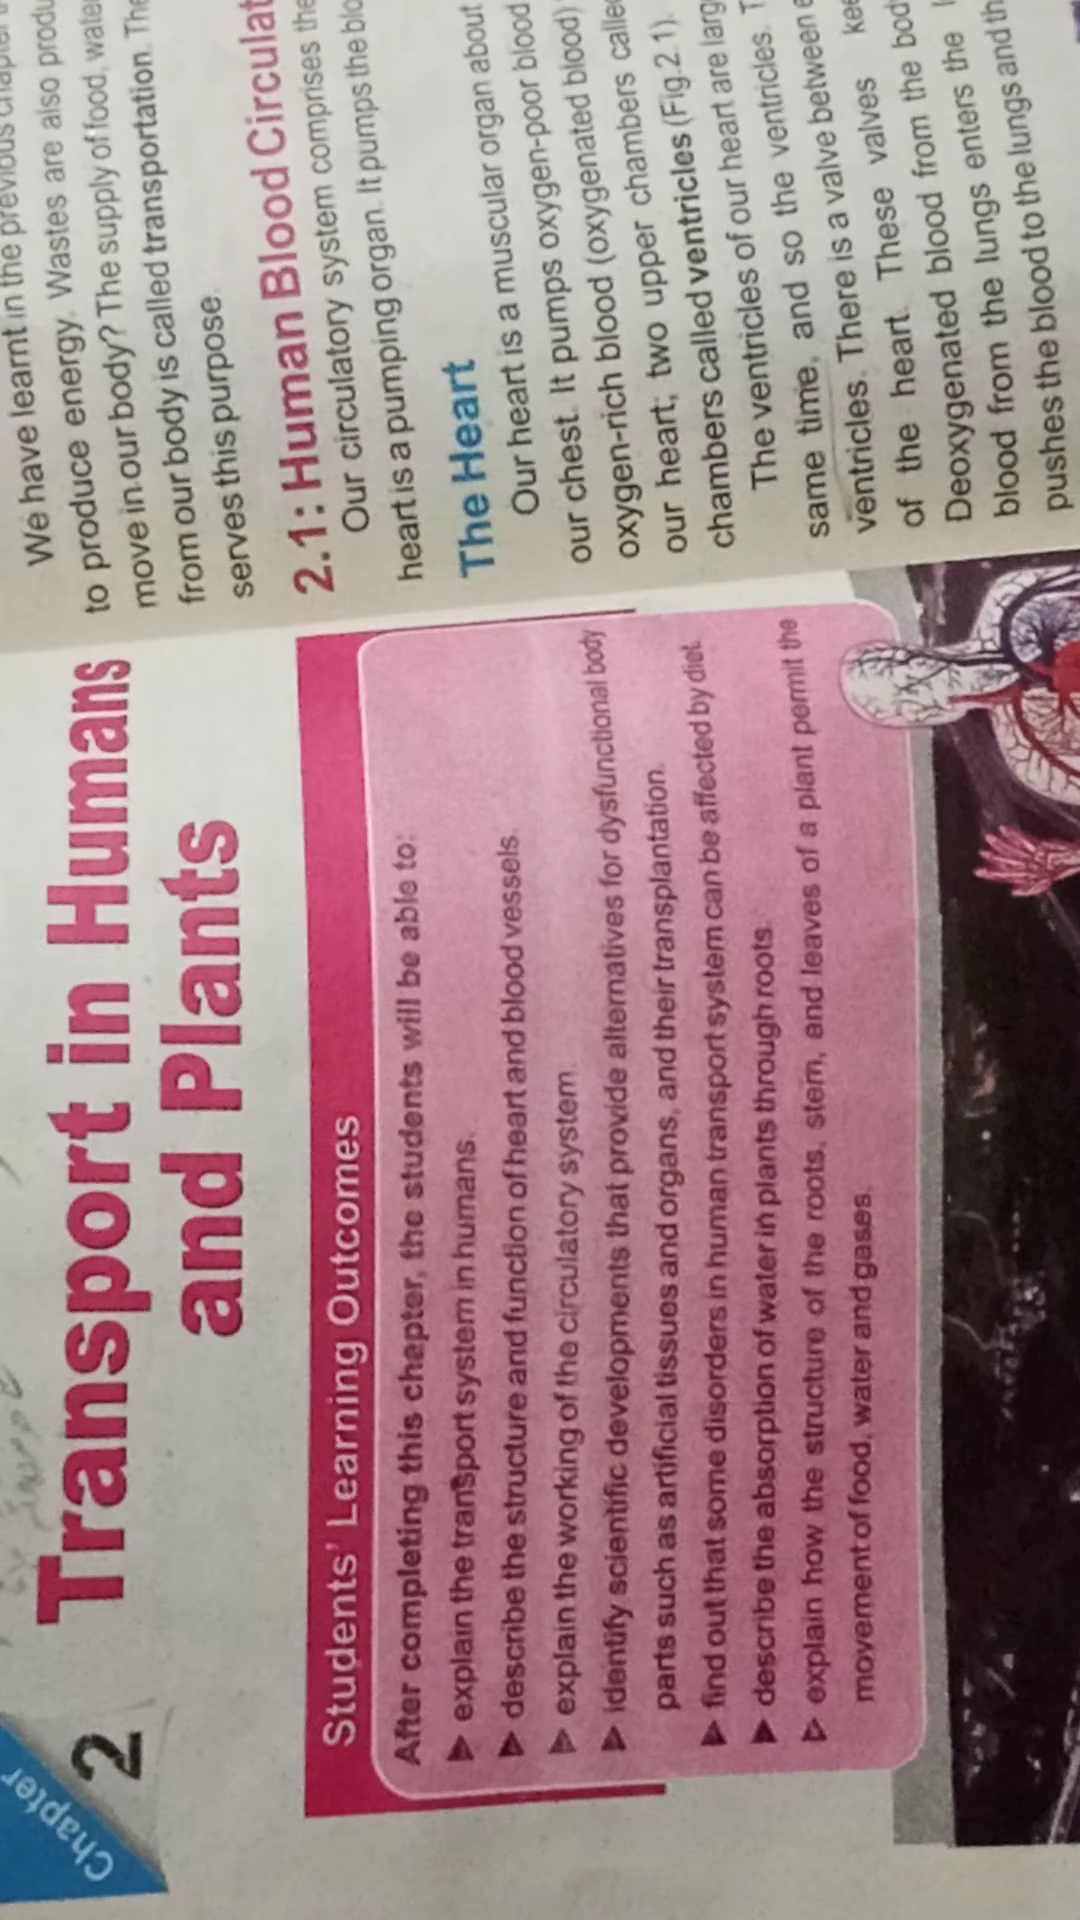 Chapter
2
Transport in Humans
and Plants
Students' Learning Outcomes
After completing this chapter, the students will be able to:
explain the transport system in humans.
describe the structure and function of heart and blood vessels.
explain the working of the circulatory system.
identify scientific developments that provide alternatives for dysfunctional body
parts such as artificial tissues and organs, and their transplantation.
find out that some disorders in human transport system can be affected by diet.
describe the absorption of water in plants through roots.
explain how the structure of the roots, stem, and leaves of a plant permit the
movement of food, water and gases.
We have learnt in the previous chapter
to produce energy. Wastes are also
move in our body? The supply of food, water
from our body is called transportation. The
serves this purpose.
2.1: Human Blood
Our circulatory system comprises the
heart is a pumping organ. It pumps the
The Heart
Our heart is a muscular organ about
our chest. It pumps oxygen-poor blood
oxygen-rich blood (oxygenated blood)
our heart; two upper chambers
chambers called ventricles (Fig.2.1).
The ventricles of our heart are
same time, and so the ventricles.
ventricles. There is a valve between
of the heart. These valves
Deoxygenated blood from the
blood from the lungs enters the
pushes the blood to the lungs and